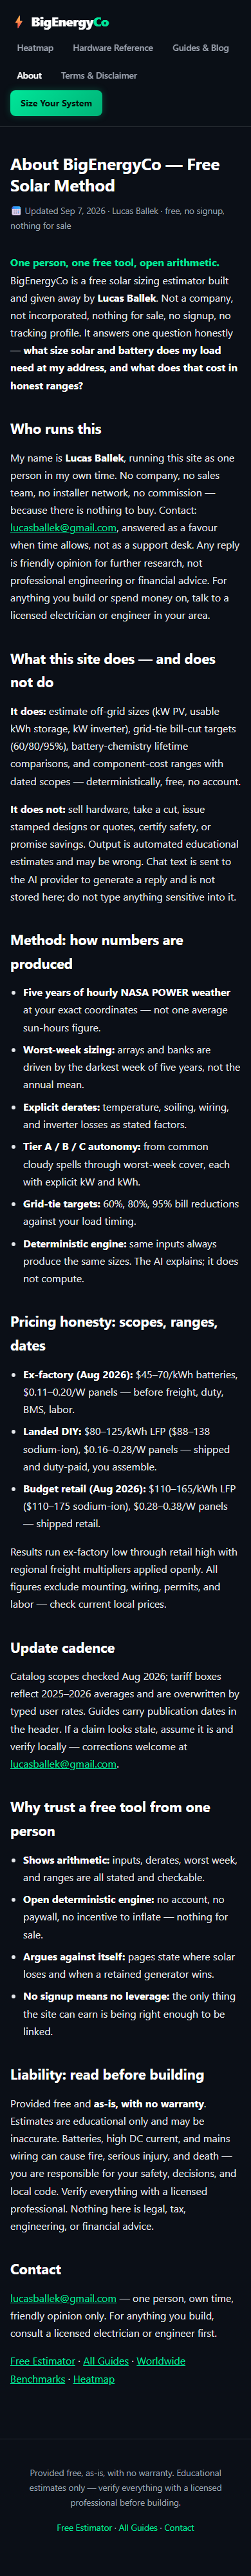 BigEnergyCo
Heatmap Hardware Reference Guides & Blog
About Terms & Disclaimer
Size Your System
About BigEnergyCo — Free
Solar Method
Updated Sep 7, 2026 · Lucas Ballek · free, no signup,
nothing for sale
One person, one free tool, open arithmetic.
BigEnergyCo is a free solar sizing estimator built
and given away by Lucas Ballek. Not a company,
not incorporated, nothing for sale, no signup, no
tracking profile. It answers one question honestly
— what size solar and battery does my load
need at my address, and what does that cost in
honest ranges?
Who runs this
My name is Lucas Ballek, running this site as one
person in my own time. No company, no sales
team, no installer network, no commission —
because there is nothing to buy. Contact:
lucasballek@gmail.com, answered as a favour
when time allows, not as a support desk. Any reply
is friendly opinion for further research, not
professional engineering or financial advice. For
anything you build or spend money on, talk to a
licensed electrician or engineer in your area.
What this site does — and does
not do
It does: estimate off-grid sizes (kW PV, usable
kWh storage, kW inverter), grid-tie bill-cut targets
(60/80/95%), battery-chemistry lifetime
comparisons, and component-cost ranges with
dated scopes — deterministically, free, no account.
It does not: sell hardware, take a cut, issue
stamped designs or quotes, certify safety, or
promise savings. Output is automated educational
estimates and may be wrong. Chat text is sent to
the AI provider to generate a reply and is not
stored here; do not type anything sensitive into it.
Method: how numbers are
produced
• Five years of hourly NASA POWER weather
at your exact coordinates — not one average
sun-hours figure.
• Worst-week sizing: arrays and banks are
driven by the darkest week of five years, not the
annual mean.
• Explicit derates: temperature, soiling, wiring,
and inverter losses as stated factors.
• Tier A / B / C autonomy: from common
cloudy spells through worst-week cover, each
with explicit kW and kWh.
• Grid-tie targets: 60%, 80%, 95% bill reductions
against your load timing.
• Deterministic engine: same inputs always
produce the same sizes. The AI explains; it does
not compute.
Pricing honesty: scopes, ranges,
dates
• Ex-factory (Aug 2026): $45–70/kWh batteries,
$0.11–0.20/W panels — before freight, duty,
BMS, labor.
• Landed DIY: $80–125/kWh LFP ($88–138
sodium-ion), $0.16–0.28/W panels — shipped
and duty-paid, you assemble.
• Budget retail (Aug 2026): $110–165/kWh LFP
($110–175 sodium-ion), $0.28–0.38/W panels
— shipped retail.
Results run ex-factory low through retail high with
regional freight multipliers applied openly. All
figures exclude mounting, wiring, permits, and
labor — check current local prices.
Update cadence
Catalog scopes checked Aug 2026; tariff boxes
reflect 2025–2026 averages and are overwritten by
typed user rates. Guides carry publication dates in
the header. If a claim looks stale, assume it is and
verify locally — corrections welcome at
lucasballek@gmail.com.
Why trust a free tool from one
person
• Shows arithmetic: inputs, derates, worst week,
and ranges are all stated and checkable.
• Open deterministic engine: no account, no
paywall, no incentive to inflate — nothing for
sale.
• Argues against itself: pages state where solar
loses and when a retained generator wins.
• No signup means no leverage: the only thing
the site can earn is being right enough to be
linked.
Liability: read before building
Provided free and as-is, with no warranty.
Estimates are educational only and may be
inaccurate. Batteries, high DC current, and mains
wiring can cause fire, serious injury, and death —
you are responsible for your safety, decisions, and
local code. Verify everything with a licensed
professional. Nothing here is legal, tax,
engineering, or financial advice.
Contact
lucasballek@gmail.com — one person, own time,
friendly opinion only. For anything you build,
consult a licensed electrician or engineer first.
Free Estimator · All Guides · Worldwide
Benchmarks · Heatmap
Provided free, as-is, with no warranty. Educational
estimates only — verify everything with a licensed
professional before building.
Free Estimator · All Guides · Contact